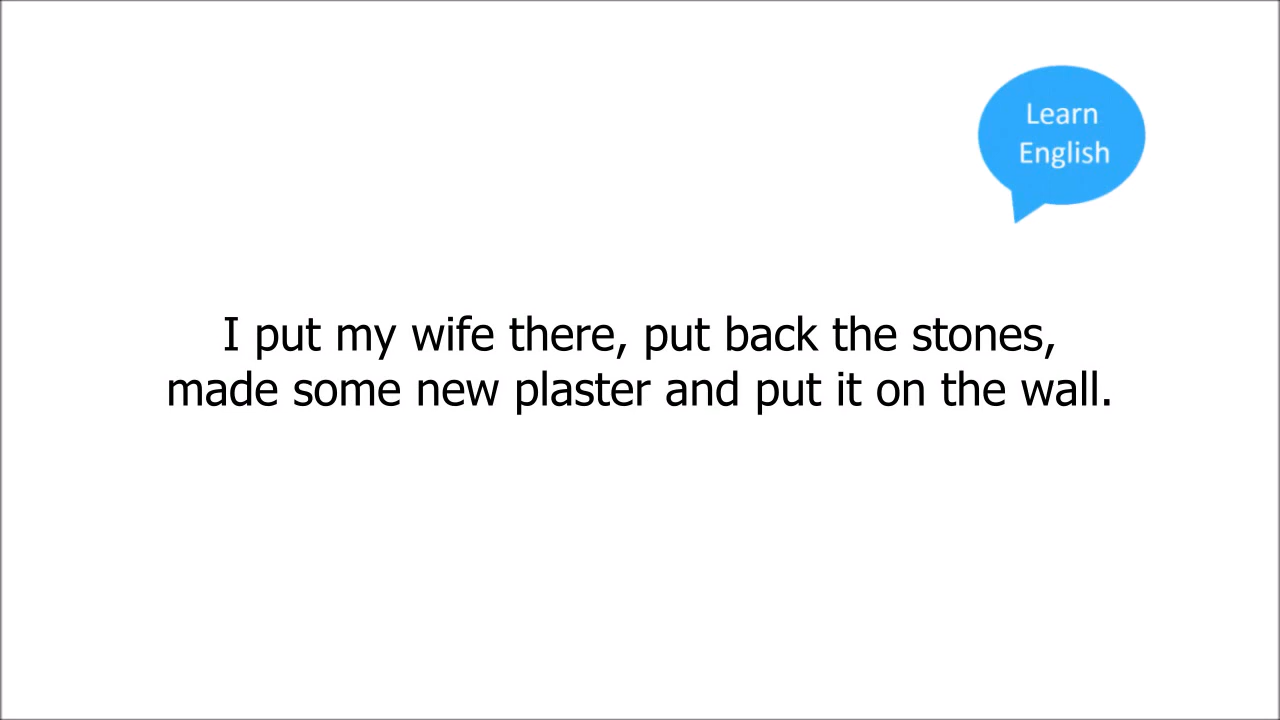 Learn
English
I put my wife there, put back the stones,
made some new plaster and put it on the wall.